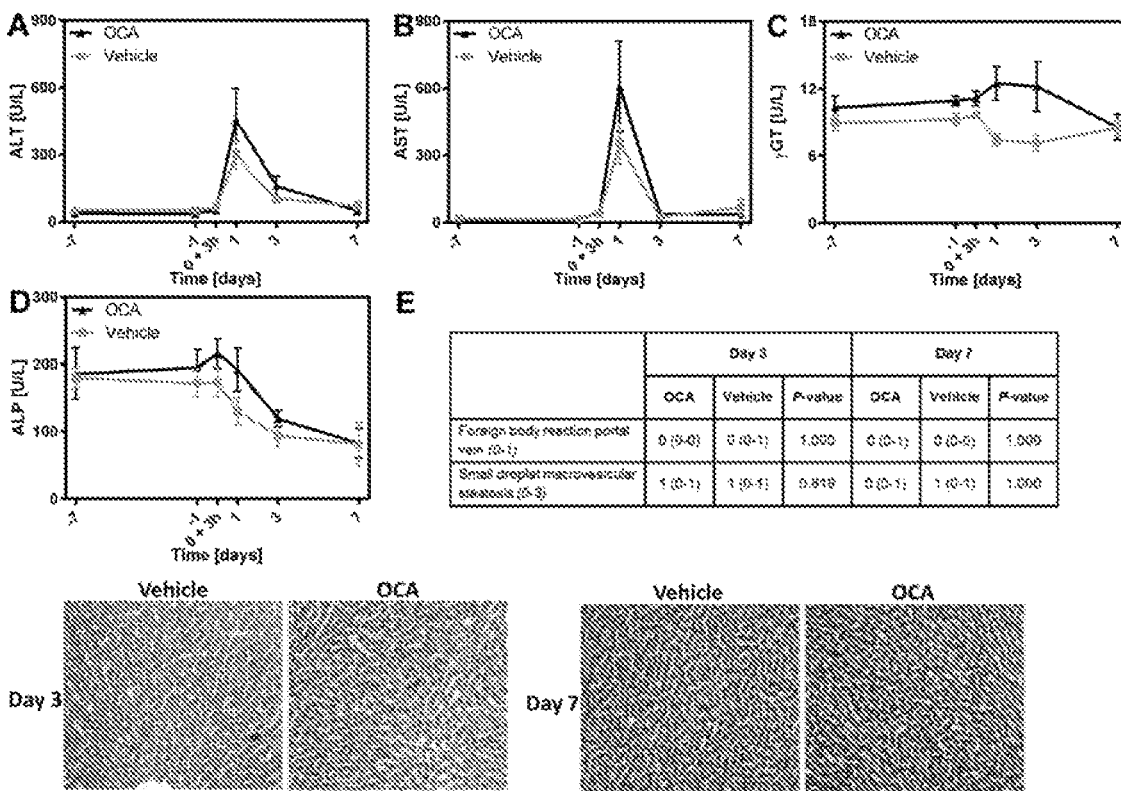 A
B
C
900
600
300
0
ALT [U/L]
OCA
Vehicle
-7
-1
0 + 3h
1
3
7
Time [days]
900
600
300
0
AST [U/L]
OCA
Vehicle
-7
-1
0 + 3h
1
3
7
Time [days]
18
12
6
0
γGT [U/L]
OCA
Vehicle
-7
-1
0 + 3h
1
3
7
Time [days]
D
E
300
200
100
0
ALP [U/L]
OCA
Vehicle
-7
-1
0 + 3h
1
3
7
Time [days]
Day 3 Day 7
OCA Vehicle P-value OCA Vehicle P-value
Foreign body reaction portal
vein (0-1)
0 (0-0) 0 (0-1) 1.000 0 (0-1) 0 (0-0) 1.000
Small droplet macrovesicular
steatosis (0-3)
1 (0-1) 1 (0-1) 0 (0-1) 1 (0-1) 1.000
Vehicle OCA
Day 3
Vehicle OCA
Day 7